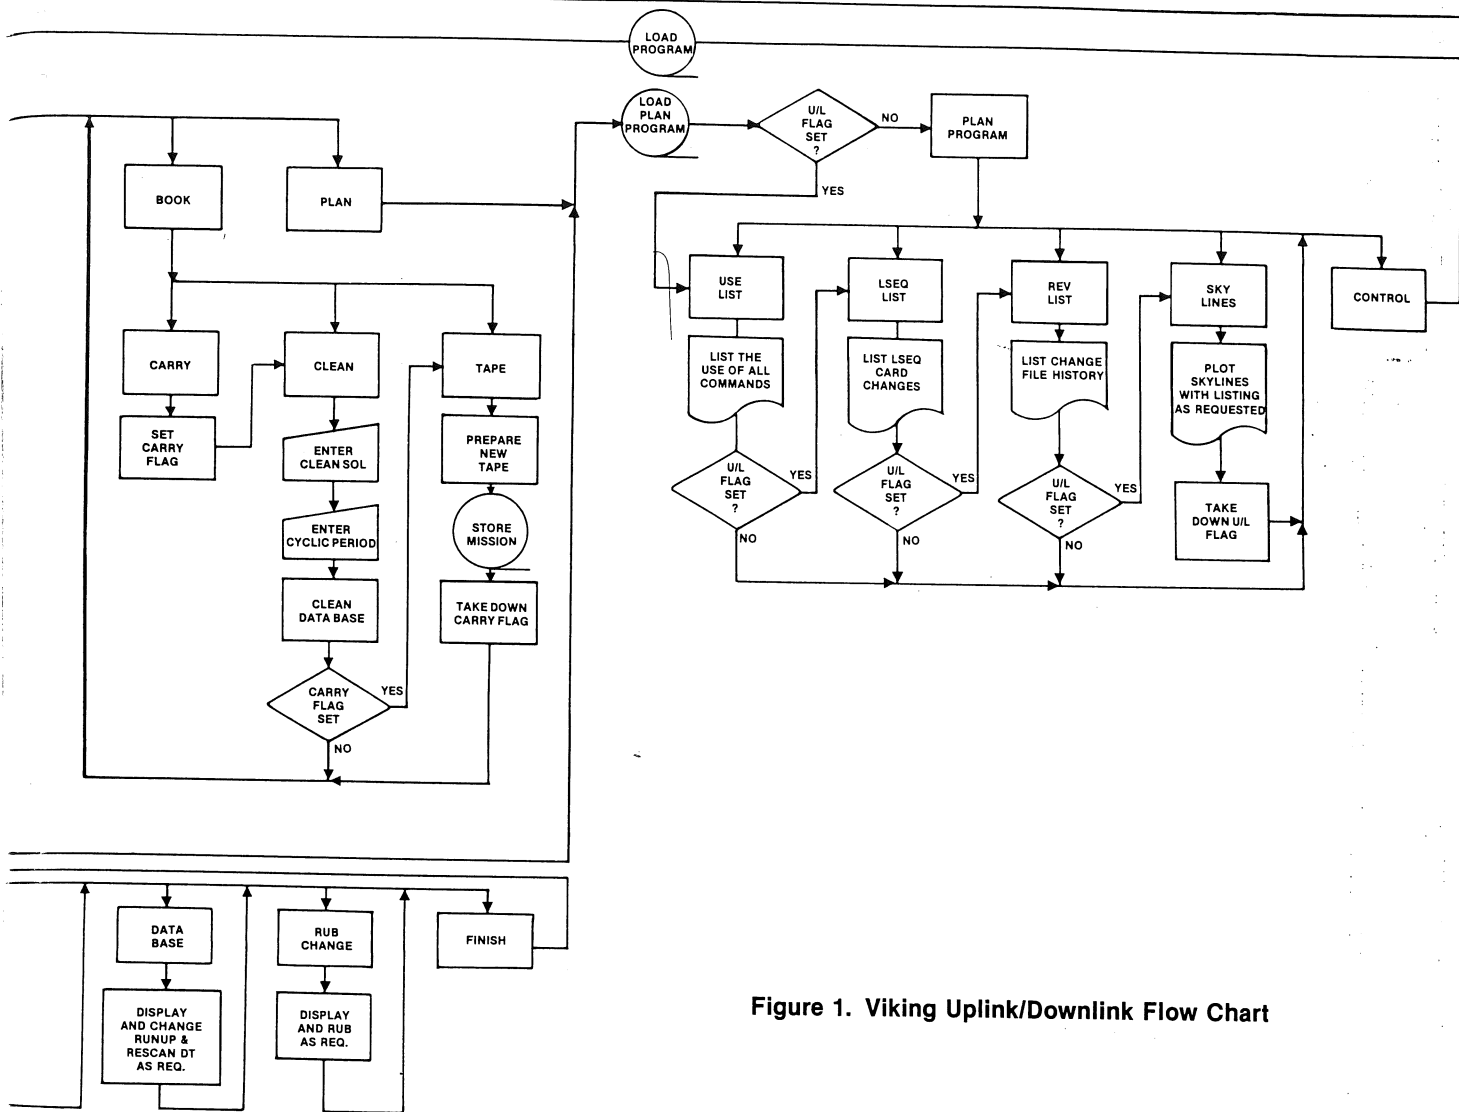 LOAD
PROGRAM
LOAD
PLAN
PROGRAM
U/L
FLAG
SET
?
NO
YES
PLAN
PROGRAM
BOOK
PLAN
USE
LIST
LSEQ
LIST
REV
LIST
SKY
LINES
CONTROL
CARRY
CLEAN
TAPE
LIST THE
USE OF ALL
COMMANDS
LIST LSEQ
CARD
CHANGES
LIST CHANGE
FILE HISTORY
PLOT
SKYLINES
WITH LISTING
AS REQUESTED
SET
CARRY
FLAG
ENTER
CLEAN SOL
PREPARE
NEW
TAPE
U/L
FLAG
SET
?
YES
NO
U/L
FLAG
SET
?
YES
NO
U/L
FLAG
SET
?
YES
NO
TAKE
DOWN U/L
FLAG
ENTER
CYCLIC PERIOD
STORE
MISSION
CLEAN
DATA BASE
TAKE DOWN
CARRY FLAG
CARRY
FLAG
SET
YES
NO
DATA
BASE
RUB
CHANGE
FINISH
DISPLAY
AND CHANGE
RUNUP &
RESCAN DT
AS REQ.
DISPLAY
AND RUB
AS REQ.
Figure 1. Viking Uplink/Downlink Flow Chart